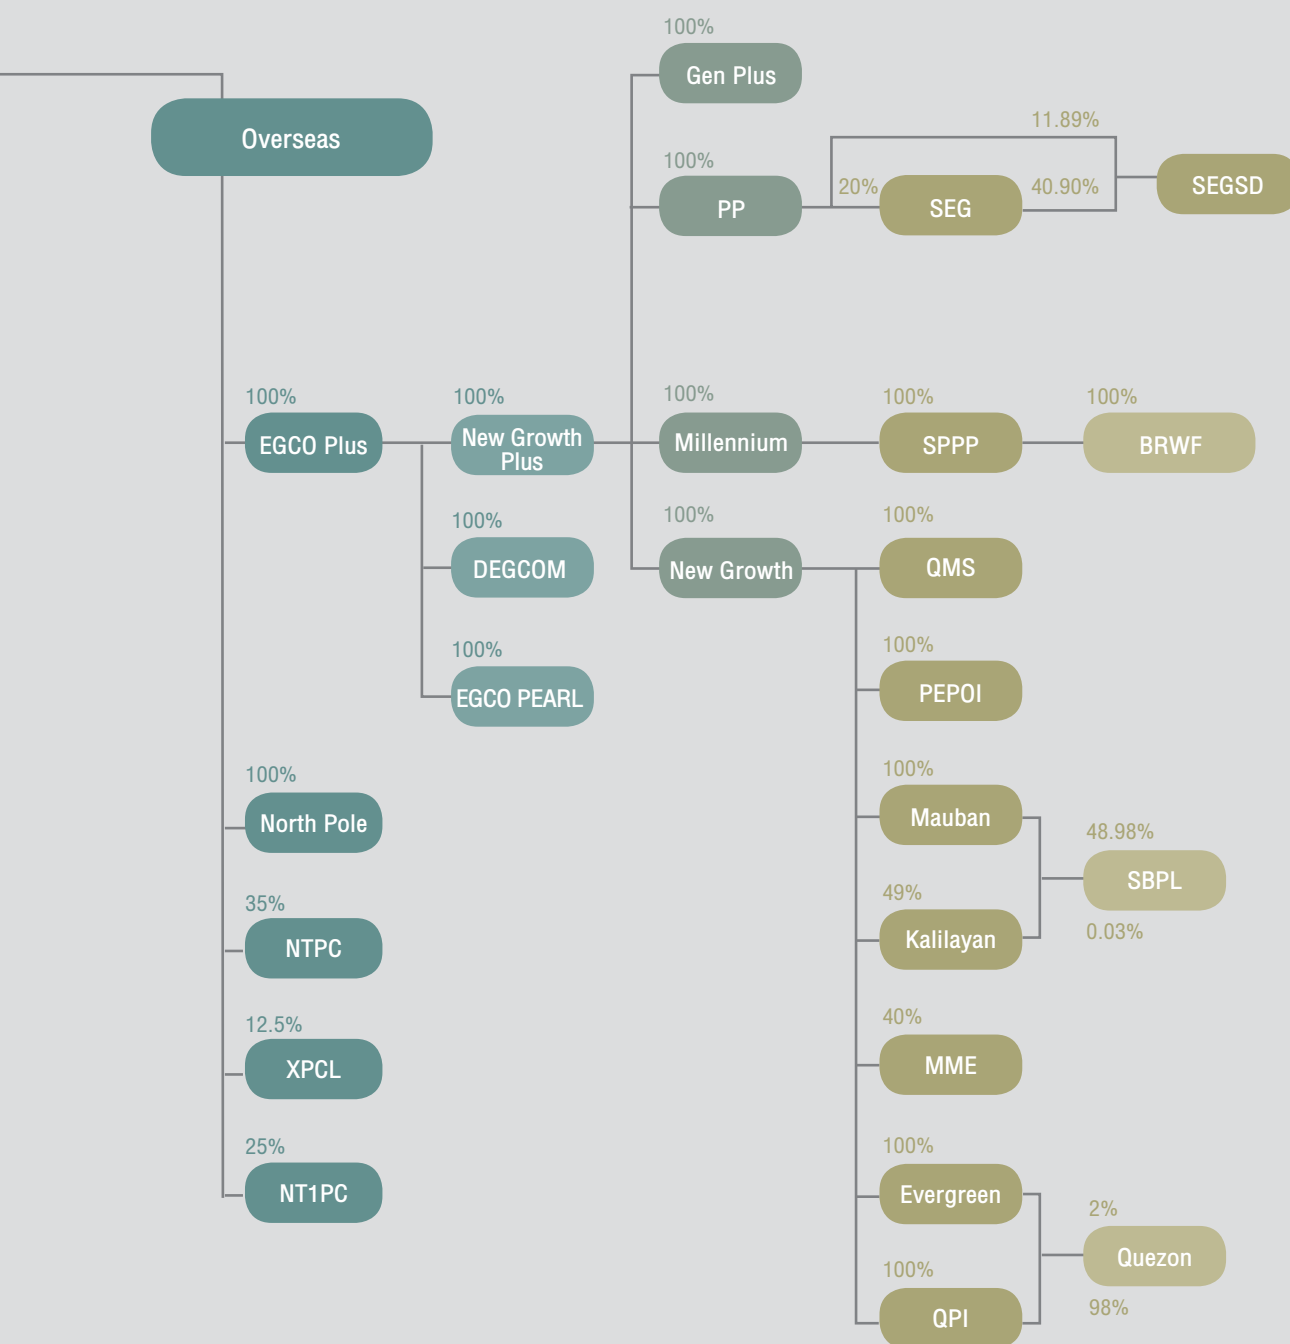 100%
Gen Plus
Overseas
11.89%
100%
PP
20%
SEG
40.90%
SEGSD
100%
EGCO Plus
100%
New Growth
Plus
100%
Millennium
100%
SPPP
100%
BRWF
100%
DEGCOM
100%
New Growth
100%
QMS
100%
EGCO PEARL
100%
PEPOI
100%
North Pole
100%
Mauban
48.98%
SBPL
0.03%
35%
NTPC
49%
Kalilayan
12.5%
XPCL
40%
MME
25%
NT1PC
100%
Evergreen
2%
Quezon
98%
100%
QPI